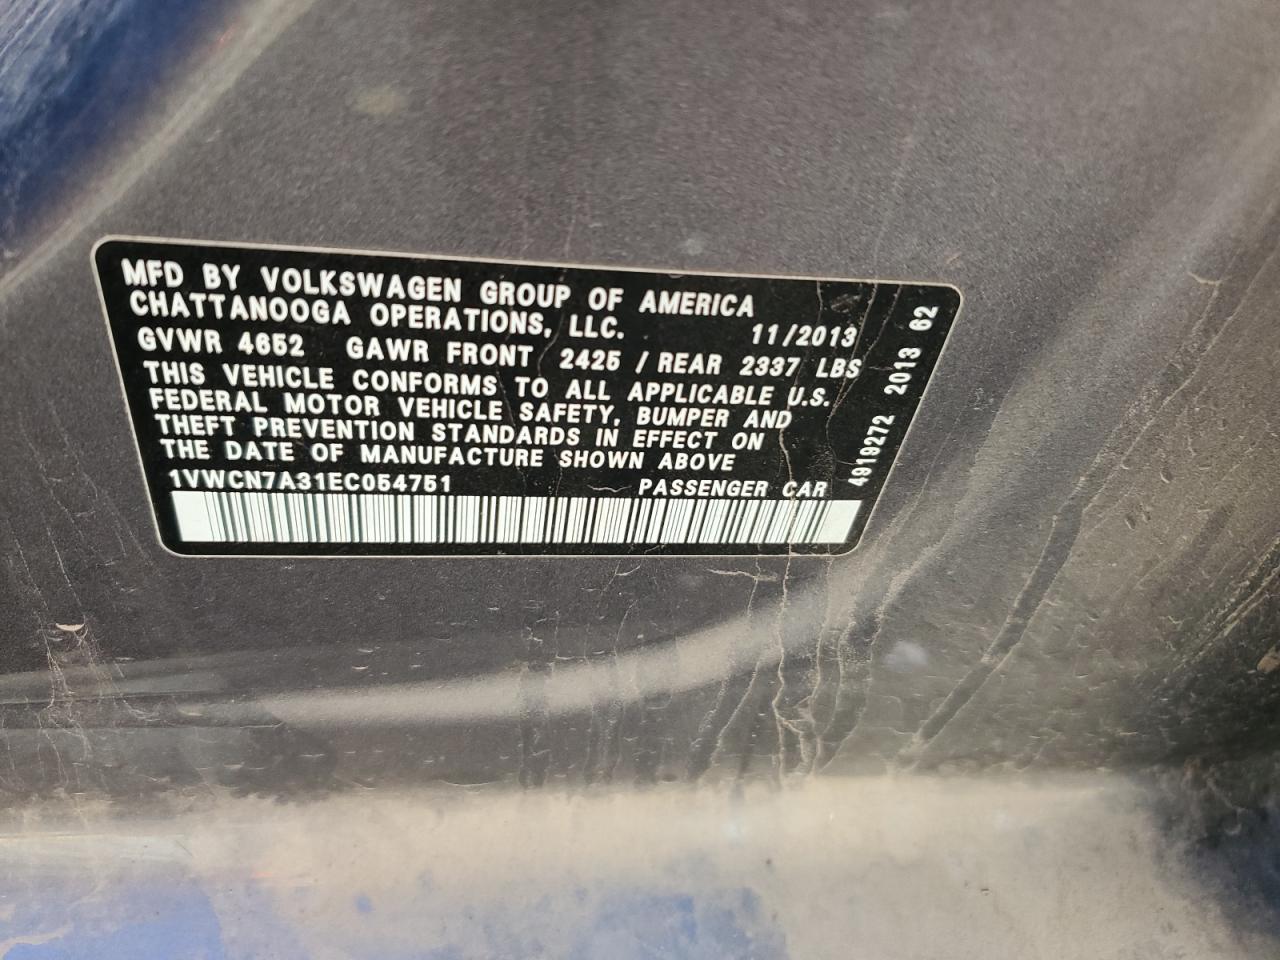 MFD BY VOLKSWAGEN GROUP OF AMERICA
CHATTANOOGA OPERATIONS, LLC. 11/2013
GVWR 4652 GAWR FRONT 2425 / REAR 2337 LBS
THIS VEHICLE CONFORMS TO ALL APPLICABLE U.S.
FEDERAL MOTOR VEHICLE SAFETY, BUMPER AND
THEFT PREVENTION STANDARDS IN EFFECT ON
THE DATE OF MANUFACTURE SHOWN ABOVE
1VWCN7A31EC054751 PASSENGER CAR
4919272 2013 62